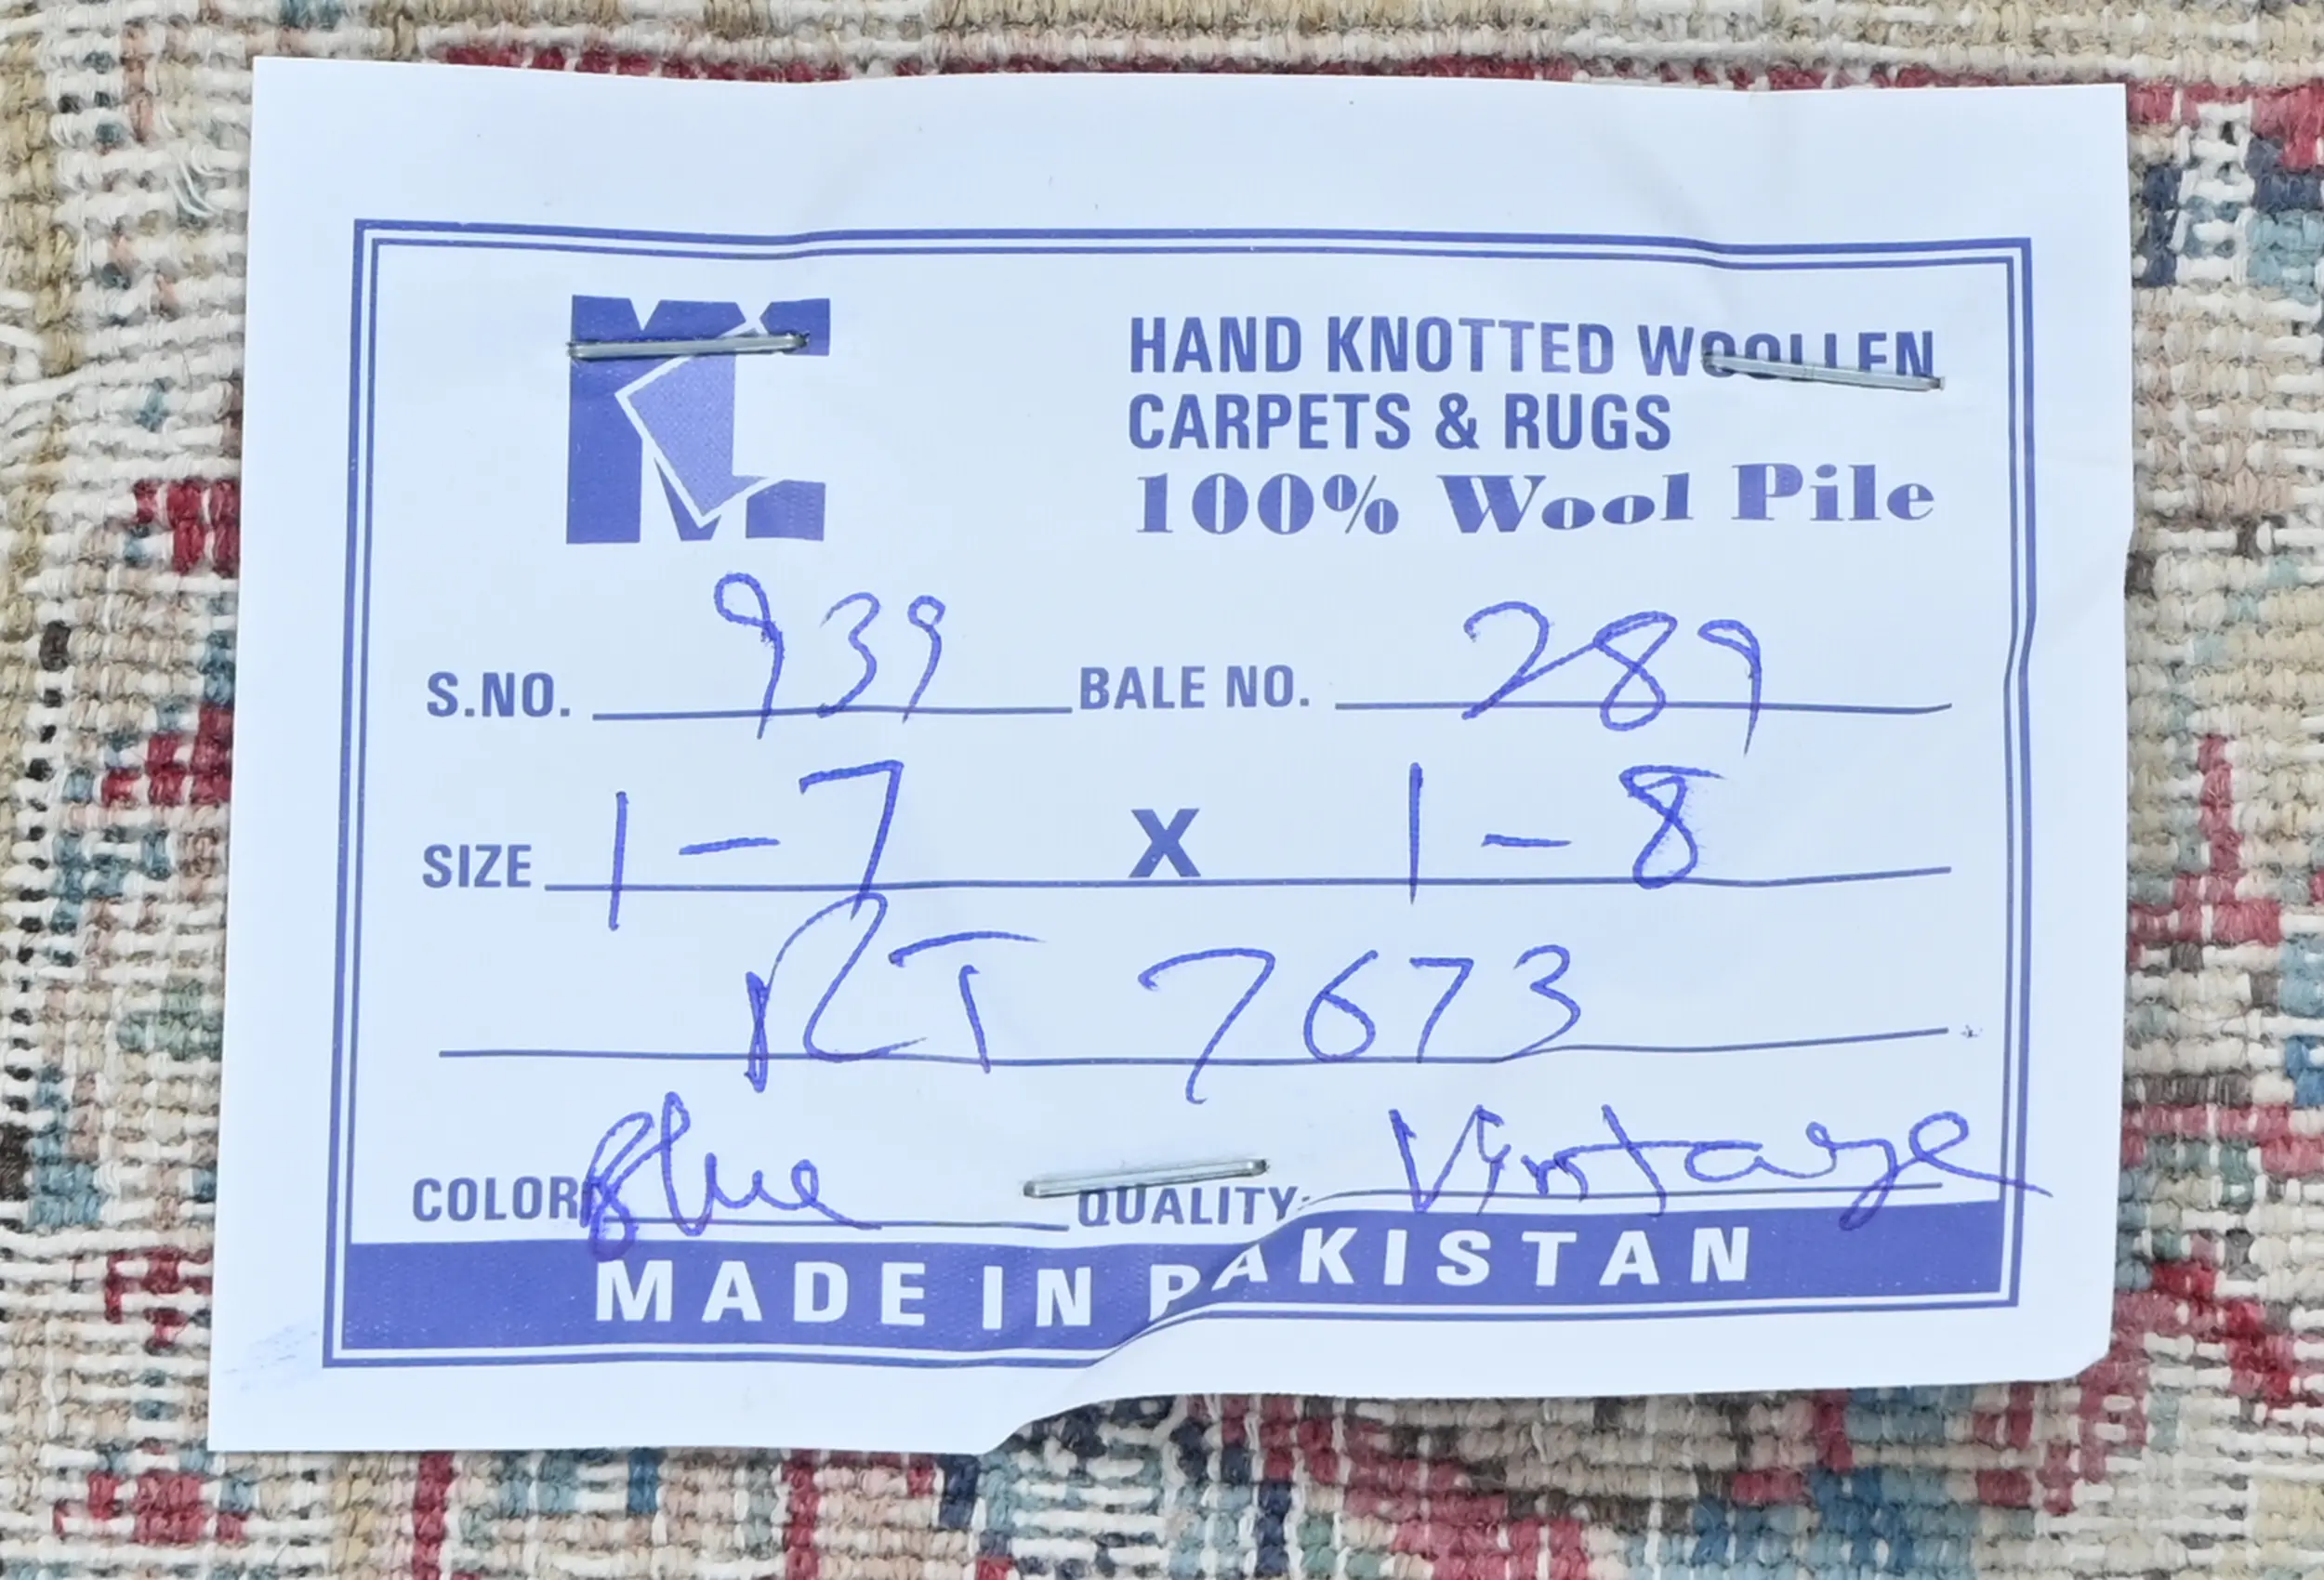 HAND KNOTTED WOOLLEN
CARPETS & RUGS
100% Wool Pile
S.NO. 939 BALE NO. 289
SIZE 1-7 X 1-8
RT 7673
COLOR Blue QUALITY Vintage
MADE IN PAKISTAN